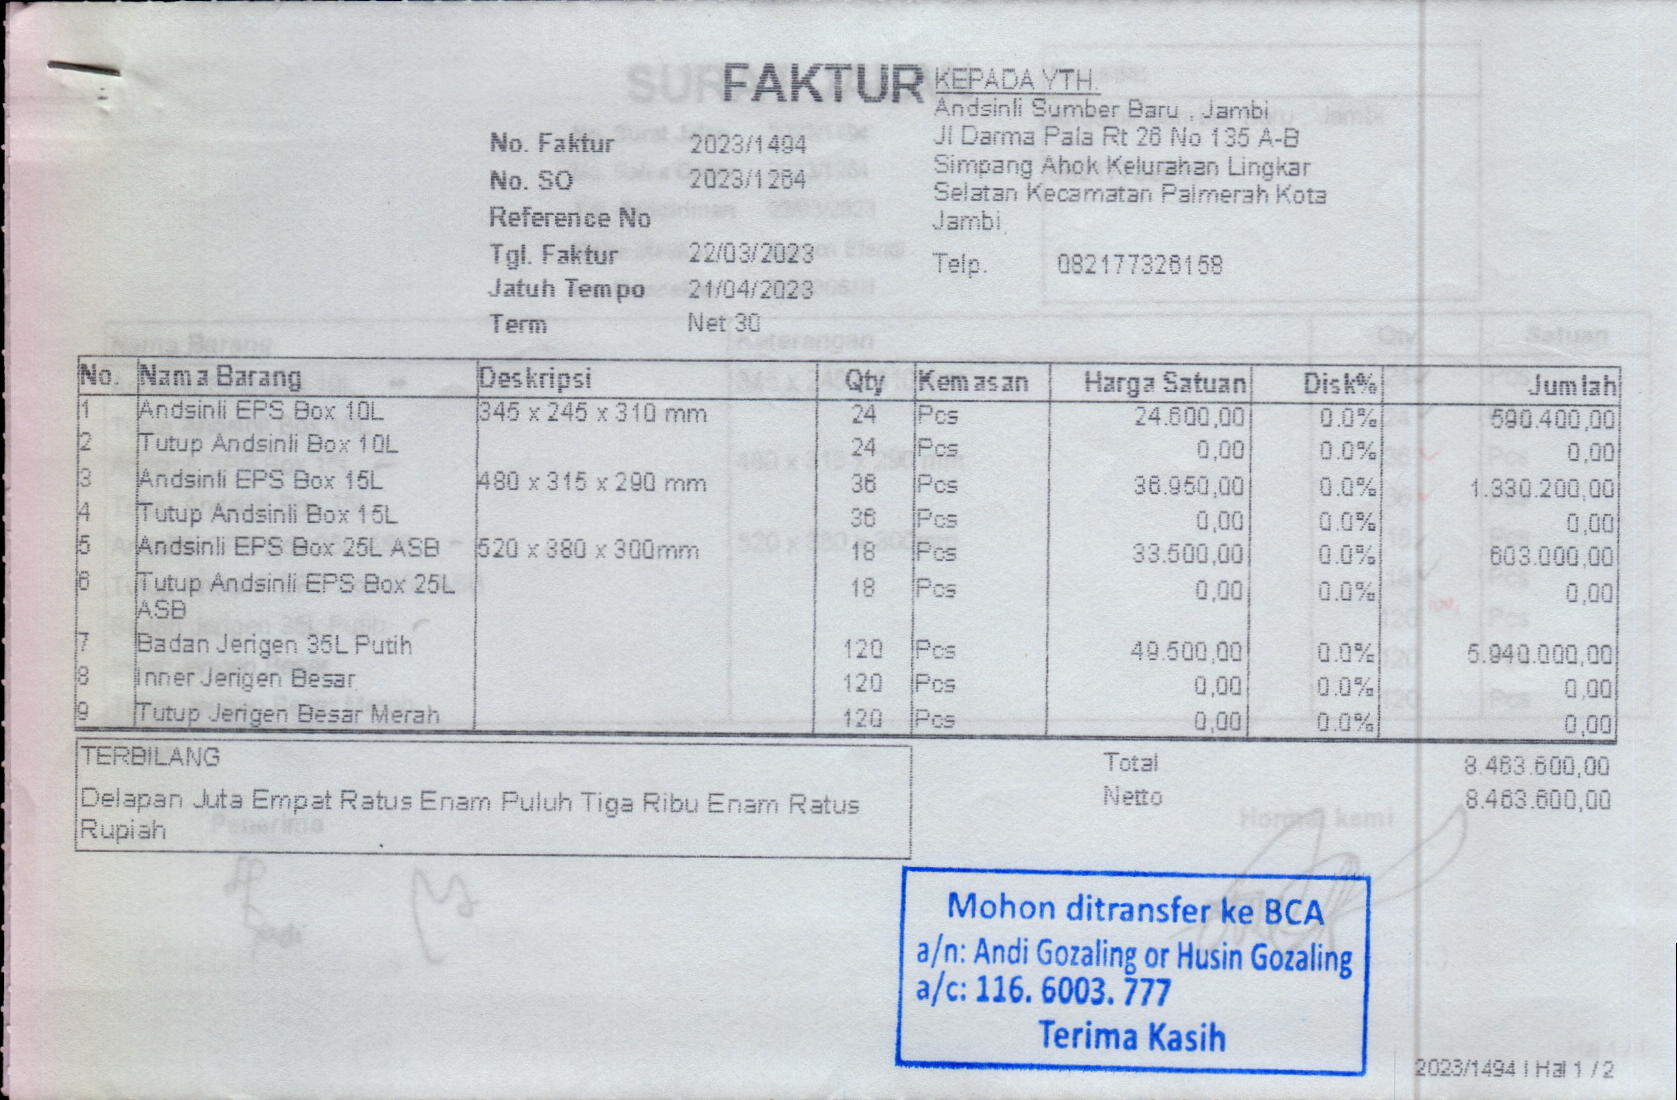 FAKTUR
No. Faktur 2023/1494
No. SO 2023/1264
Reference No
Tgl. Faktur 22/03/2023
Jatuh Tempo 21/04/2023
Term Net 30
KEPADA YTH.
Andsinli Sumber Baru , Jambi
Jl Darma Pala Rt 26 No 135 A-B
Simpang Ahok Kelurahan Lingkar
Selatan Kecamatan Palmerah Kota
Jambi
Telp. 082177326158
No. Nama Barang Deskripsi Qty Kemasan Harga Satuan Disk% Jumlah
1 Andsinli EPS Box 10L 345 x 245 x 310 mm 24 Pcs 24.600,00 0.0% 590.400,00
2 Tutup Andsinli Box 10L 24 Pcs 0,00 0.0% 0,00
3 Andsinli EPS Box 15L 480 x 315 x 290 mm 36 Pcs 36.950,00 0.0% 1.330.200,00
4 Tutup Andsinli Box 15L 36 Pcs 0,00 0.0% 0,00
5 Andsinli EPS Box 25L ASB 520 x 380 x 300mm 18 Pcs 33.500,00 0.0% 603.000,00
6 Tutup Andsinli EPS Box 25L 18 Pcs 0,00 0.0% 0,00
ASB
7 Badan Jerigen 35L Putih 120 Pcs 49.500,00 0.0% 5.940.000,00
8 Inner Jerigen Besar 120 Pcs 0,00 0.0% 0,00
9 Tutup Jerigen Besar Merah 120 Pcs 0,00 0.0% 0,00
TERBILANG
Delapan Juta Empat Ratus Enam Puluh Tiga Ribu Enam Ratus
Rupiah
Total 8.463.600,00
Netto 8.463.600,00
Penerima
Hormat kami
Mohon ditransfer ke BCA
a/n: Andi Gozaling or Husin Gozaling
a/c: 116. 6003. 777
Terima Kasih
2023/1494 | Hal 1 / 2